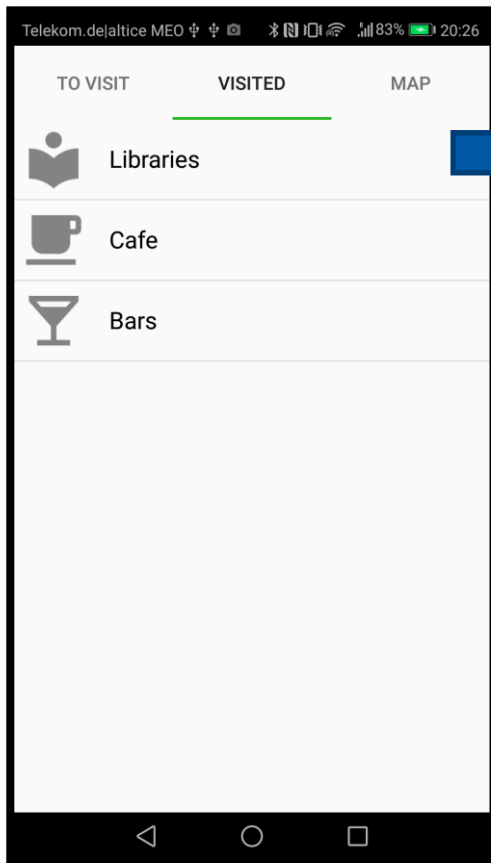 Telekom.de|altice MEO 83% 20:26
TO VISIT VISITED MAP
Libraries
Cafe
Bars